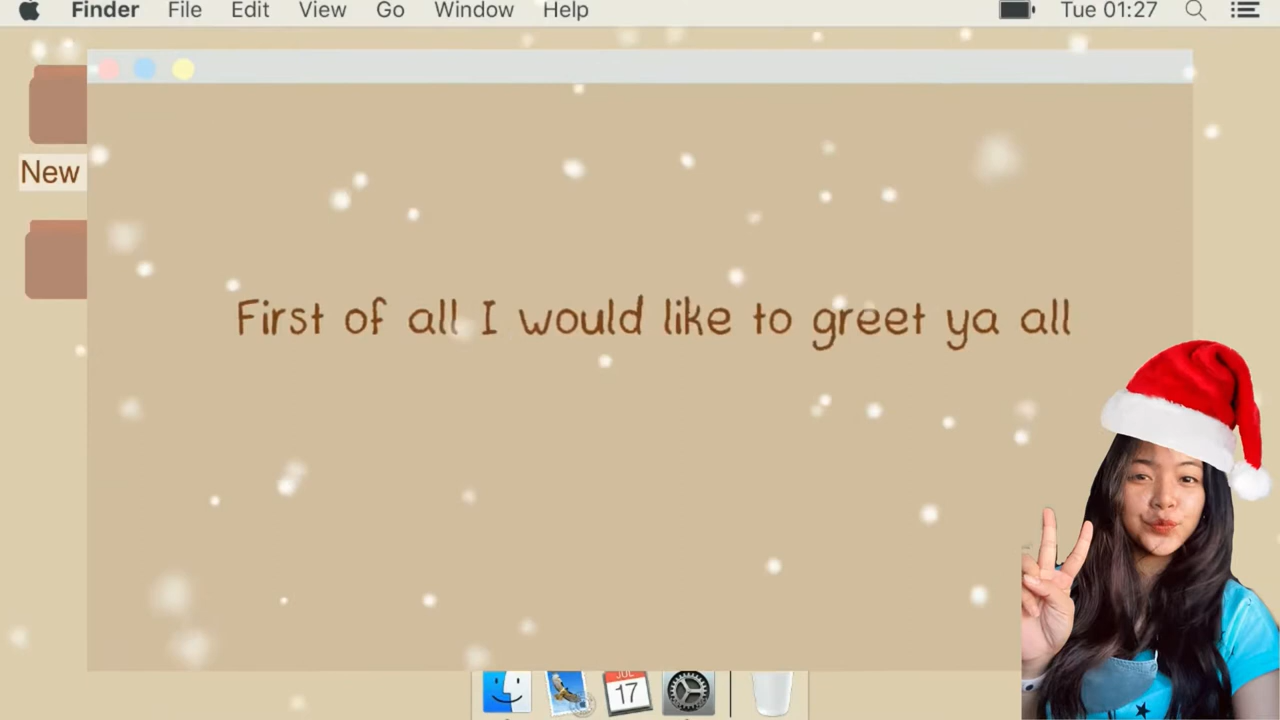 Finder File Edit View Go Window Help Tue 01:27
New
First of all I would like to greet ya all
JUL
17